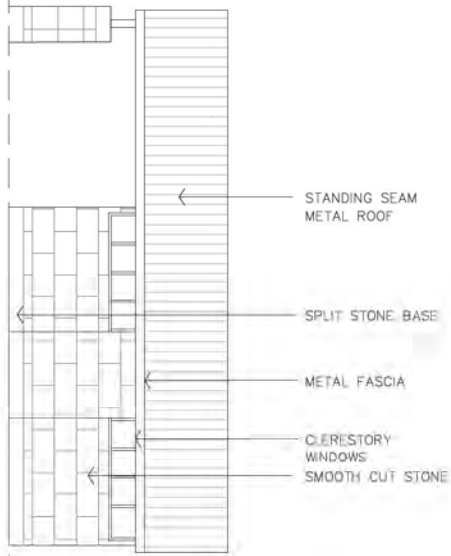 STANDING SEAM
METAL ROOF
SPLIT STONE BASE
METAL FASCIA
CLERESTORY
WINDOWS
SMOOTH CUT STONE